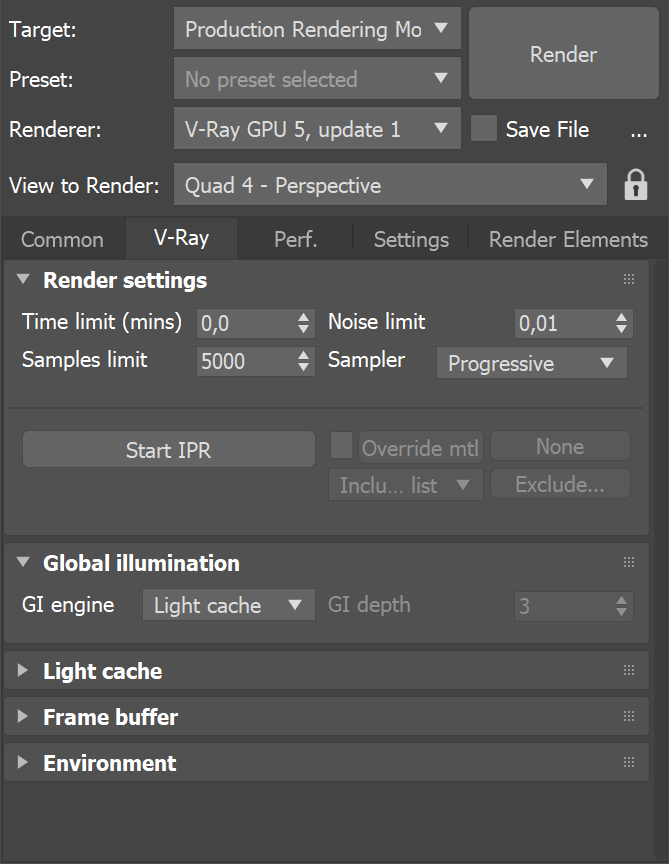 Target: Production Rendering Mo
Render
Preset: No preset selected
Renderer: V-Ray GPU 5, update 1 Save File ...
View to Render: Quad 4 - Perspective
Common V-Ray Perf. Settings Render Elements
Render settings
Time limit (mins) 0,0 Noise limit 0,01
Samples limit 5000 Sampler Progressive
Start IPR Override mtl None
Inclu... list Exclude...
Global illumination
GI engine Light cache GI depth 3
Light cache
Frame buffer
Environment